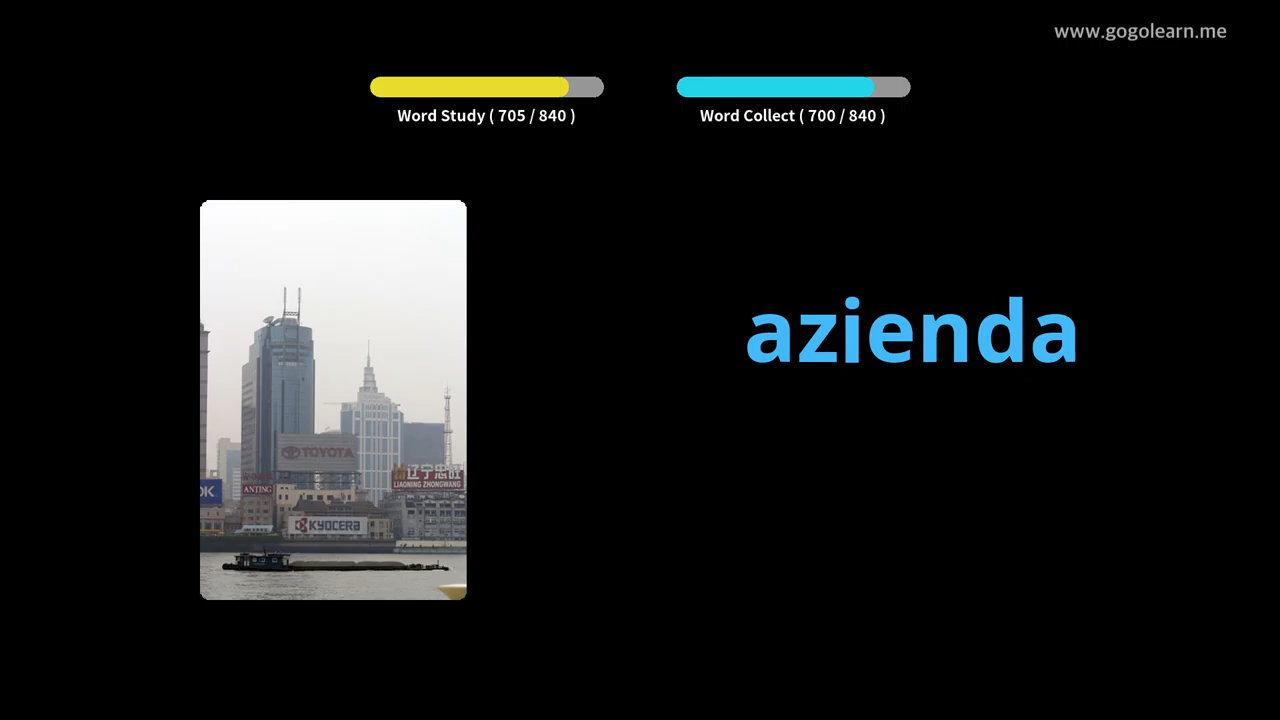 www.gogolearn.me
Word Study ( 705 / 840 )
Word Collect ( 700 / 840 )
azienda
TOYOTA
辽宁忠旺
LIAONING ZHONGWANG
OK
ANTING
KYOCERA